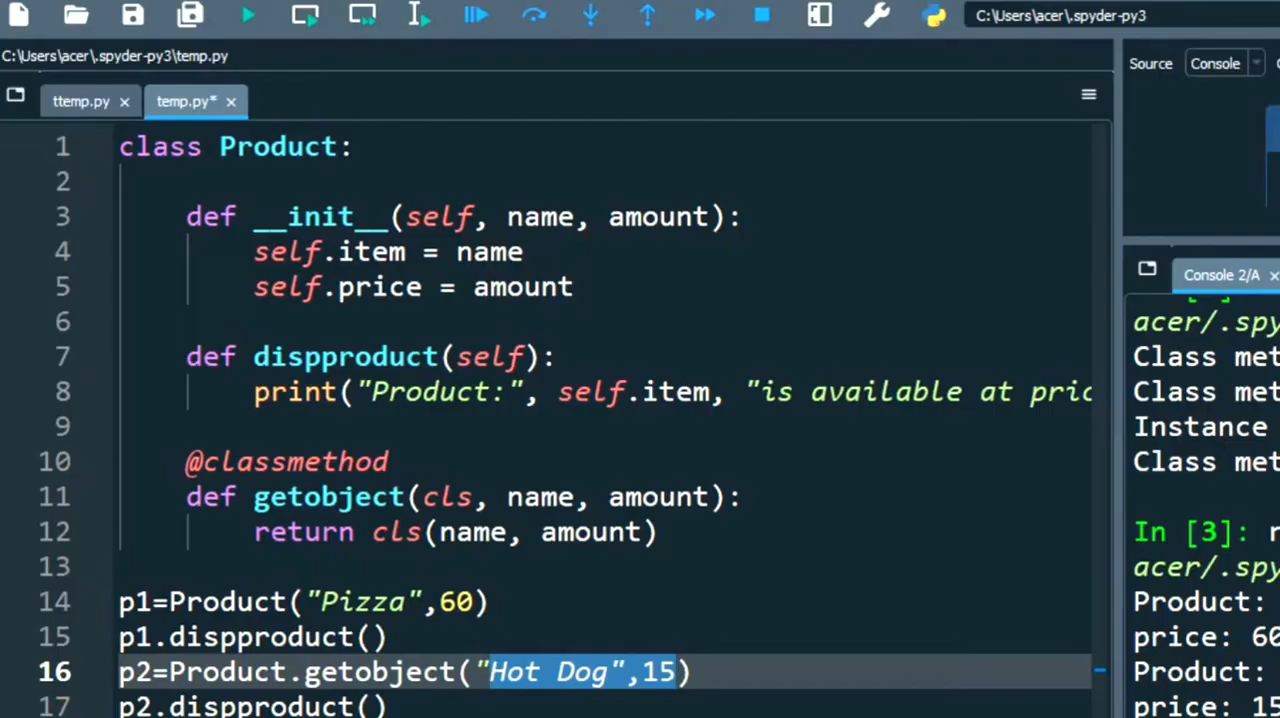 C:\Users\acer\.spyder-py3
C:\Users\acer\.spyder-py3\temp.py
Source Console
ttemp.py × temp.py* ×
1 class Product:
2
3 def __init__(self, name, amount):
4 self.item = name
5 self.price = amount
6
7 def dispproduct(self):
8 print("Product:", self.item, "is available at pric
9
10 @classmethod
11 def getobject(cls, name, amount):
12 return cls(name, amount)
13
14 p1=Product("Pizza",60)
15 p1.dispproduct()
16 p2=Product.getobject("Hot Dog",15)
17 p2.dispproduct()
Console 2/A ×
acer/.spy
Class met
Class met
Instance
Class met
In [3]: r
acer/.spy
Product:
price: 60
Product:
price: 15